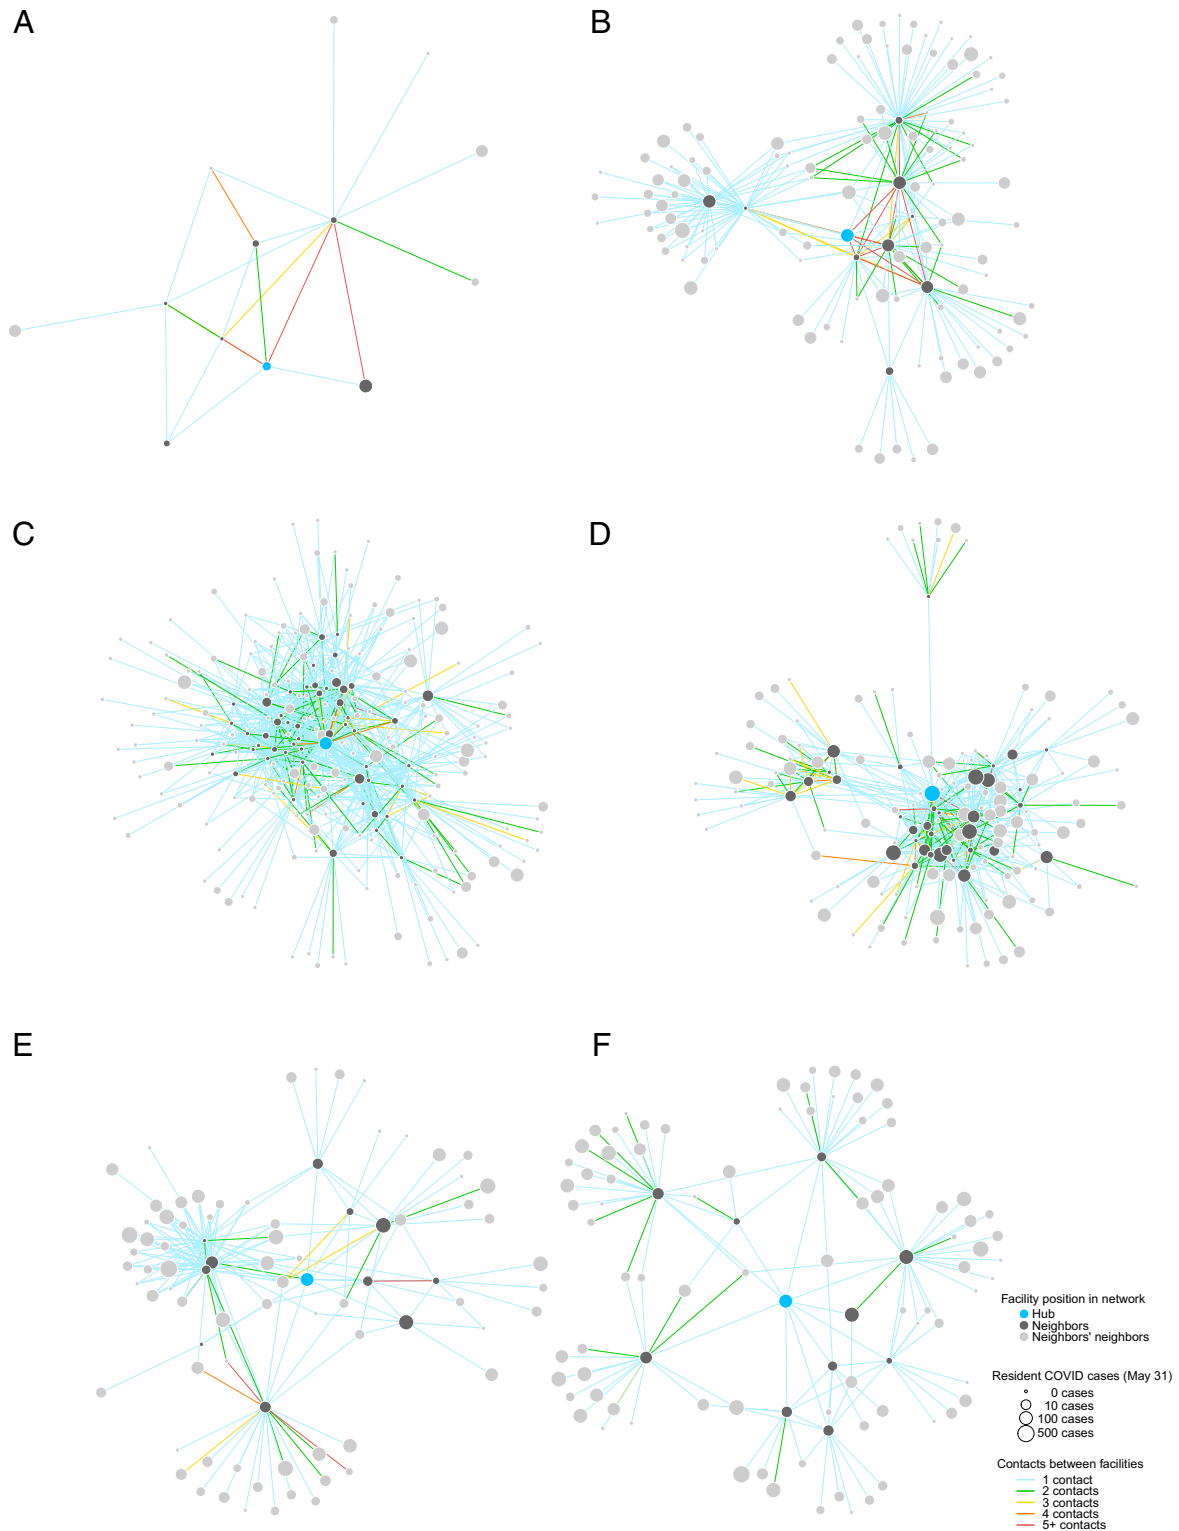 A
B
C
D
E
F
Facility position in network
Hub
Neighbors
Neighbors' neighbors
Resident COVID cases (May 31)
0 cases
10 cases
100 cases
500 cases
Contacts between facilities
1 contact
2 contacts
3 contacts
4 contacts
5+ contacts